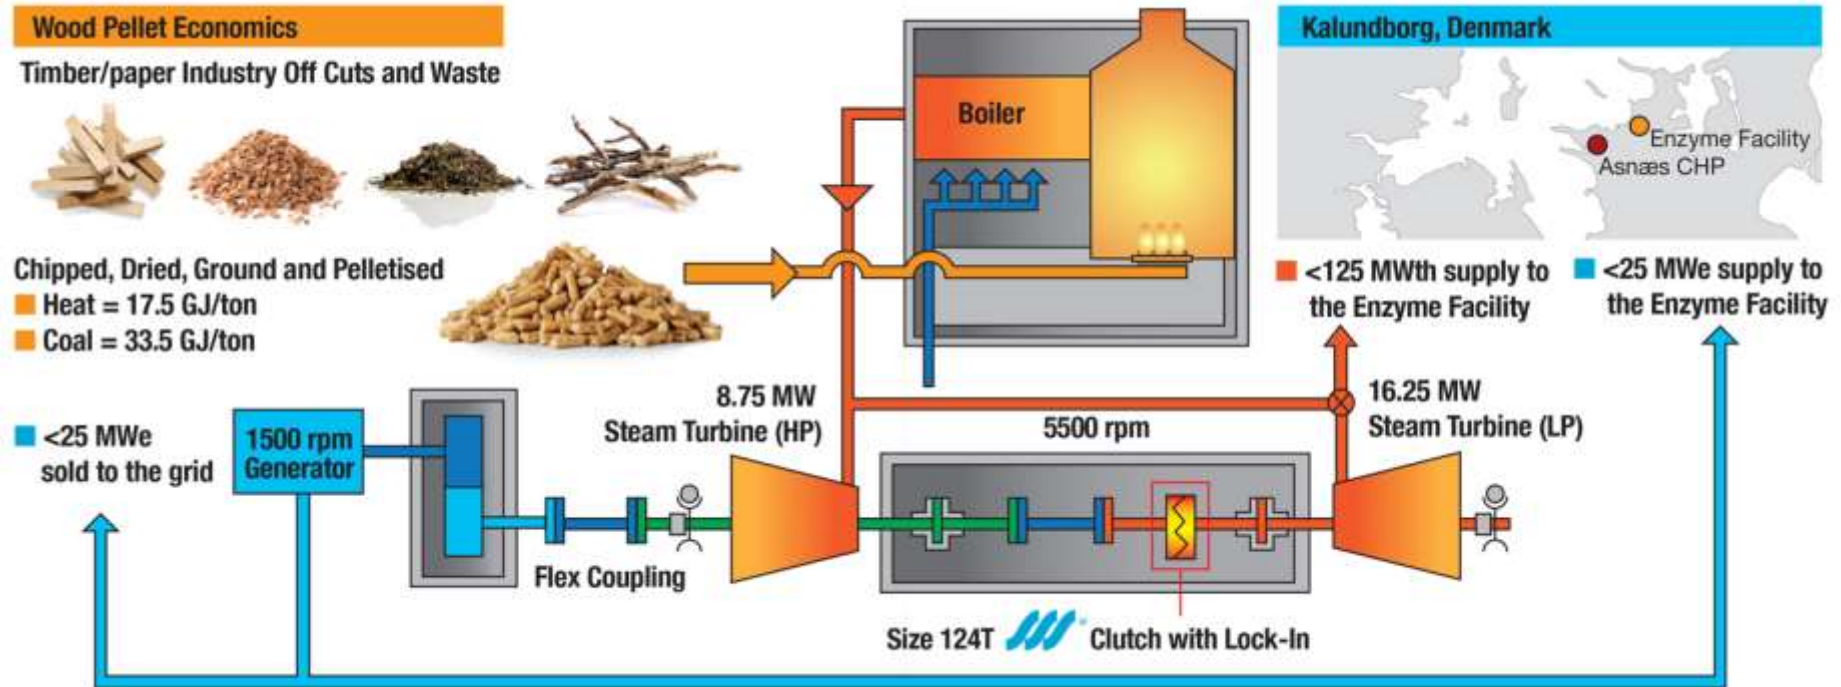 Wood Pellet Economics
Timber/paper Industry Off Cuts and Waste
Chipped, Dried, Ground and Pelletised
Heat = 17.5 GJ/ton
Coal = 33.5 GJ/ton
<25 MWe
sold to the grid
1500 rpm
Generator
Flex Coupling
8.75 MW
Steam Turbine (HP)
Boiler
5500 rpm
Size 124T
Clutch with Lock-In
16.25 MW
Steam Turbine (LP)
Kalundborg, Denmark
Enzyme Facility
Asnæs CHP
<125 MWth supply to
the Enzyme Facility
<25 MWe supply to
the Enzyme Facility